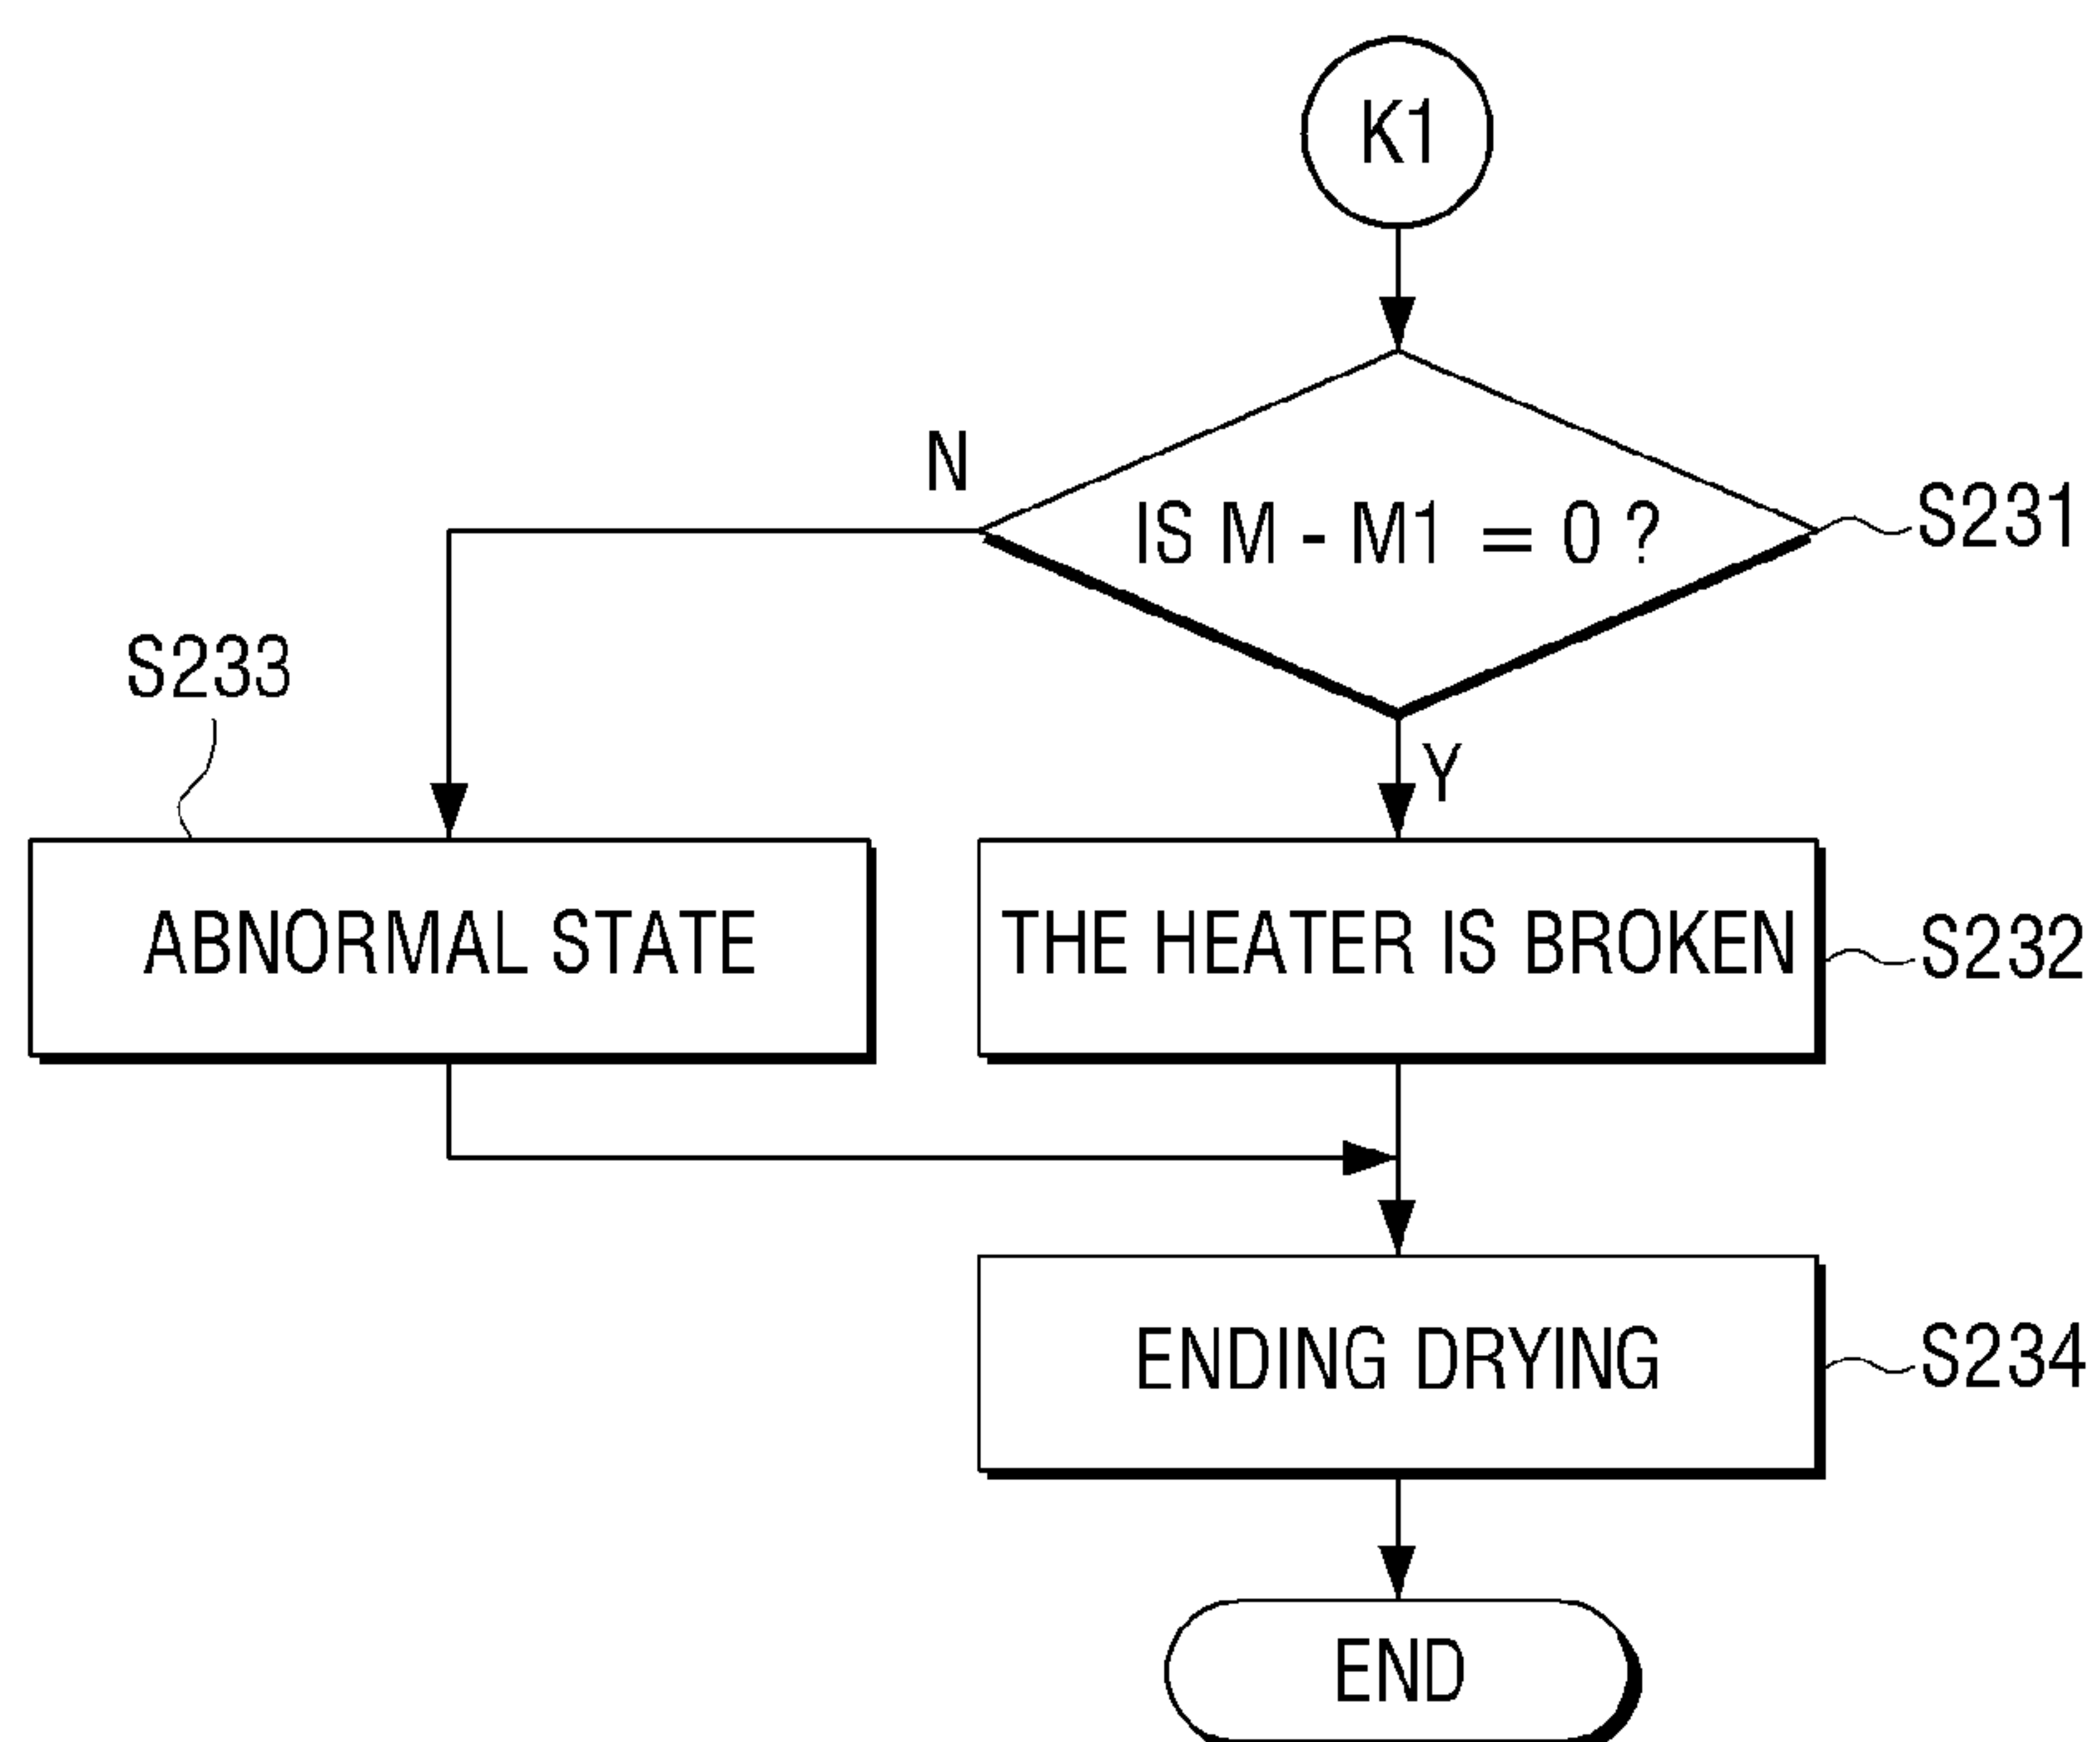 K1
N
IS M - M1 = 0 ?
S231
S233
Y
ABNORMAL STATE
THE HEATER IS BROKEN
S232
ENDING DRYING
S234
END